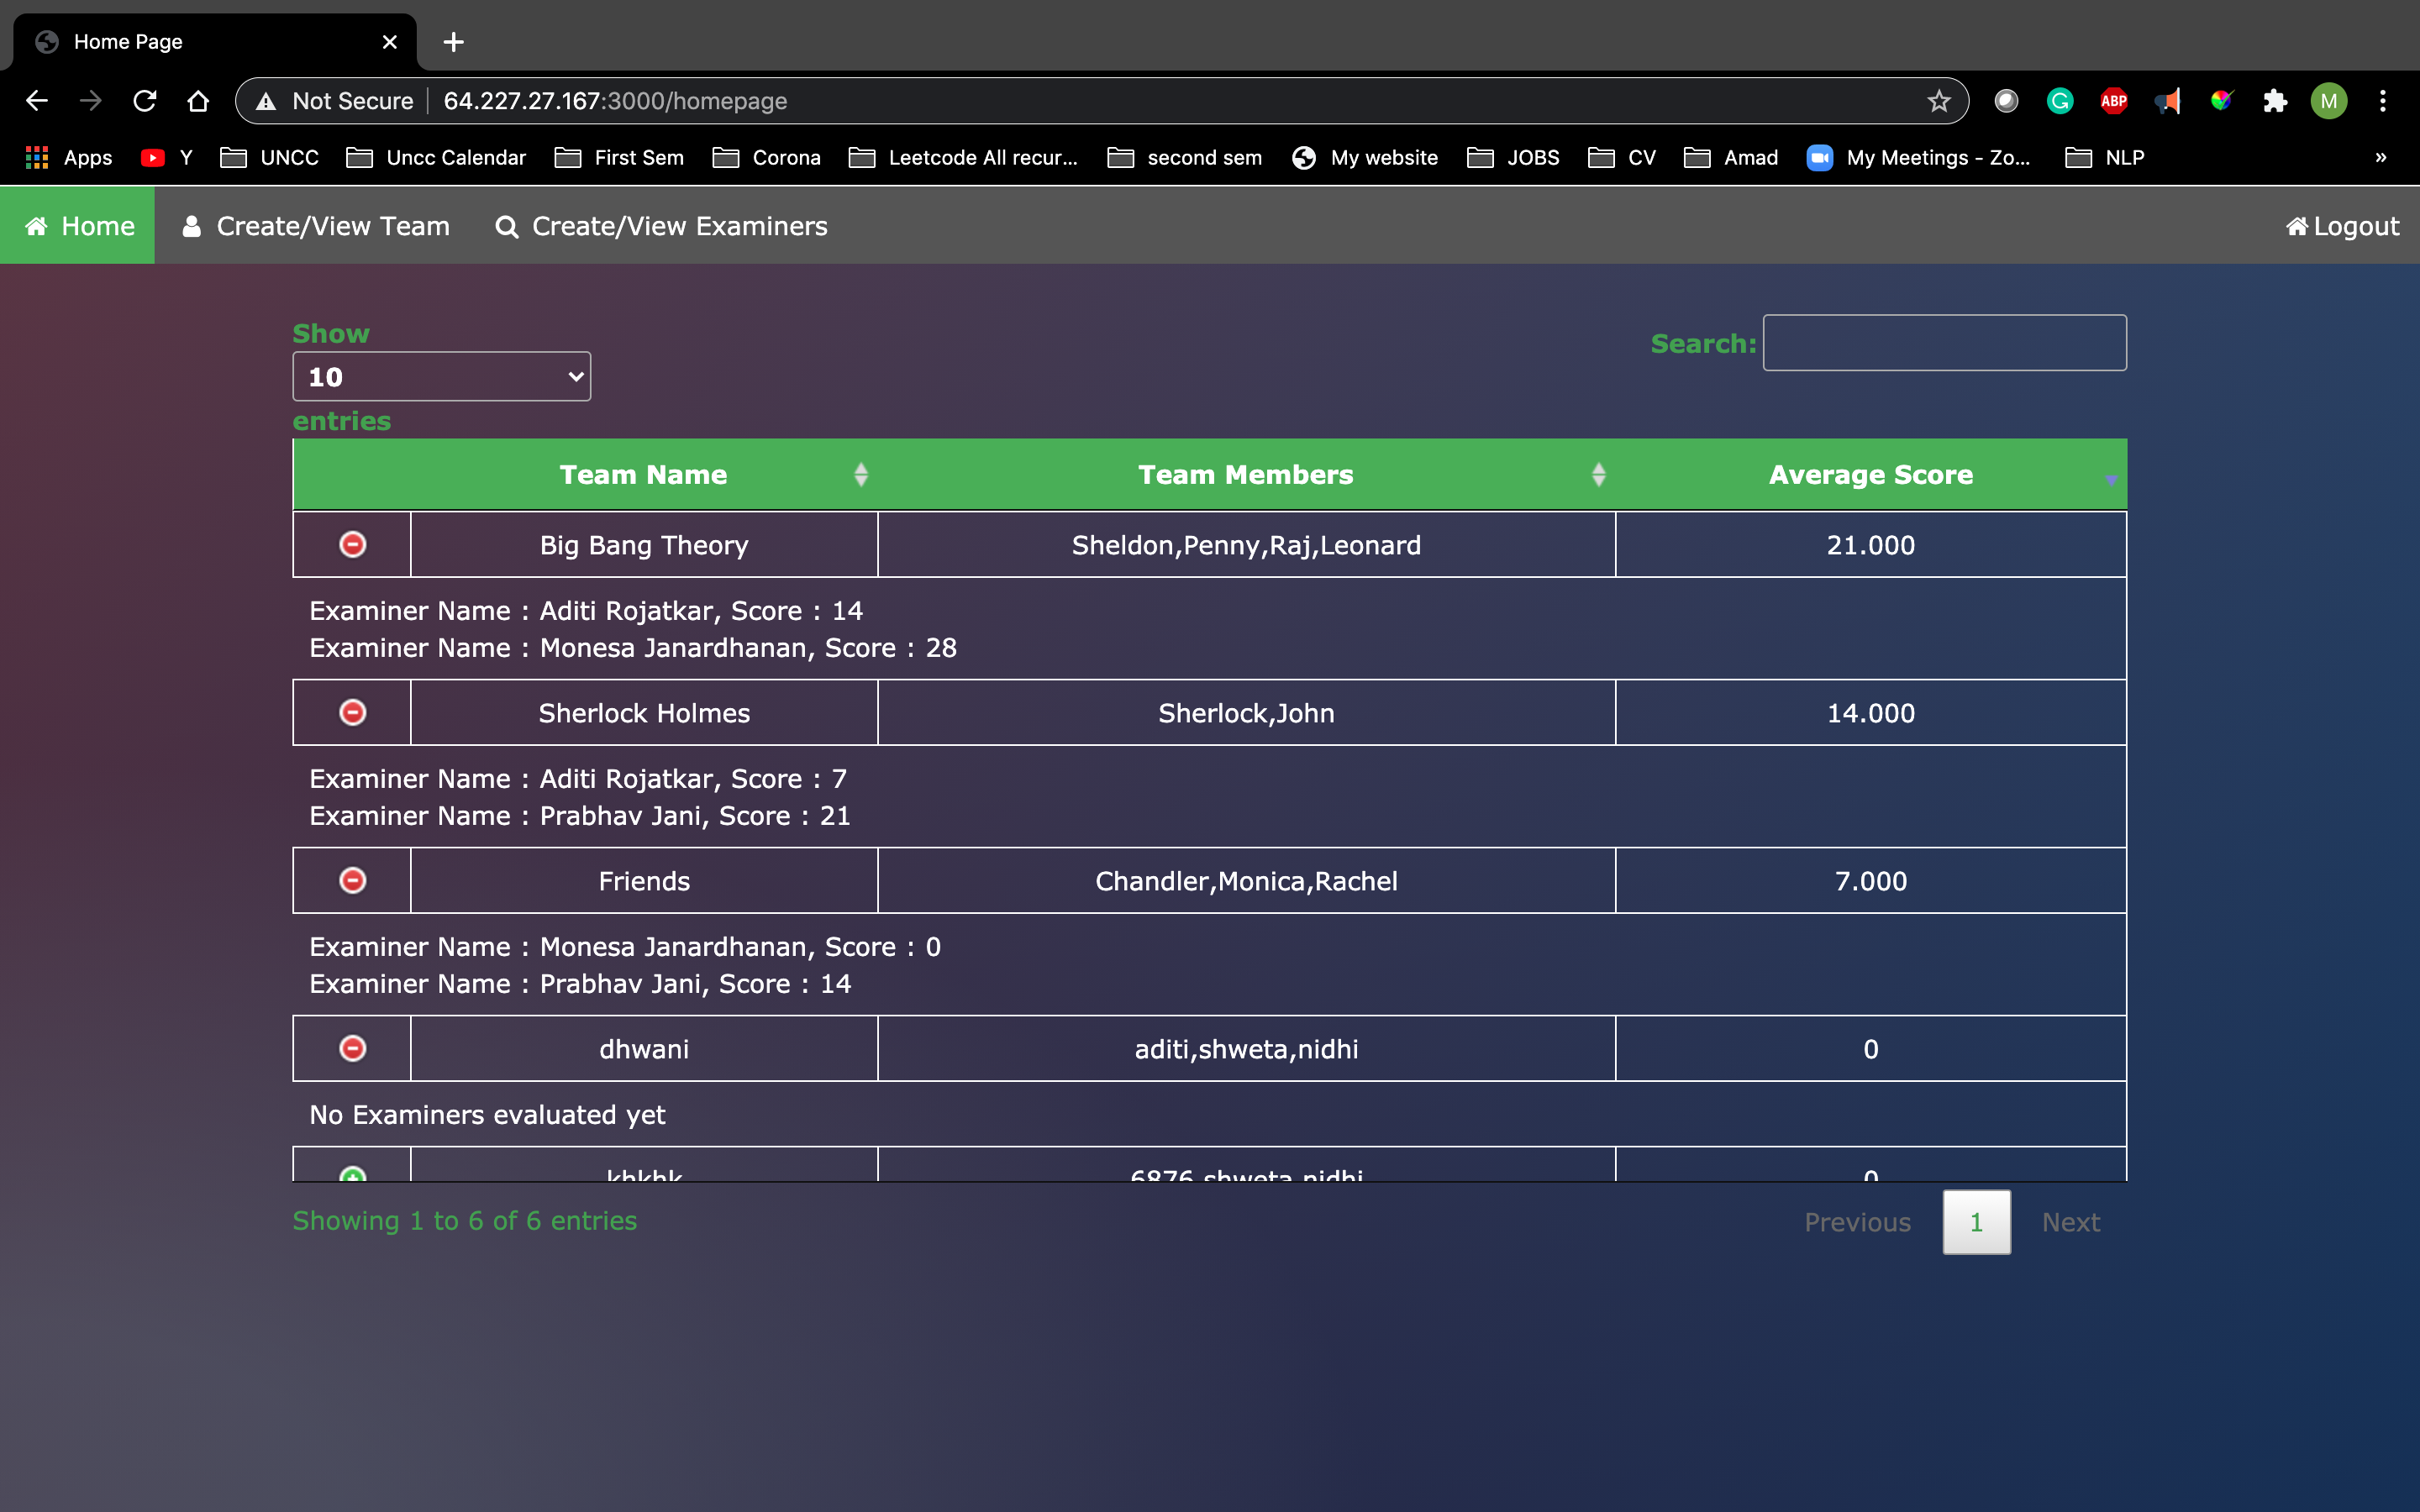 Home Page
Not Secure 64.227.27.167:3000/homepage
ABP
M
Apps Y UNCC Uncc Calendar First Sem Corona Leetcode All recur... second sem My website JOBS CV Amad My Meetings - Zo... NLP »
Home Create/View Team Create/View Examiners Logout
Show
10
entries
Search:
Team Name Team Members Average Score
Big Bang Theory Sheldon,Penny,Raj,Leonard 21.000
Examiner Name : Aditi Rojatkar, Score : 14
Examiner Name : Monesa Janardhanan, Score : 28
Sherlock Holmes Sherlock,John 14.000
Examiner Name : Aditi Rojatkar, Score : 7
Examiner Name : Prabhav Jani, Score : 21
Friends Chandler,Monica,Rachel 7.000
Examiner Name : Monesa Janardhanan, Score : 0
Examiner Name : Prabhav Jani, Score : 14
dhwani aditi,shweta,nidhi 0
No Examiners evaluated yet
khkhk 6876,shweta,nidhi 0
Showing 1 to 6 of 6 entries
Previous 1 Next